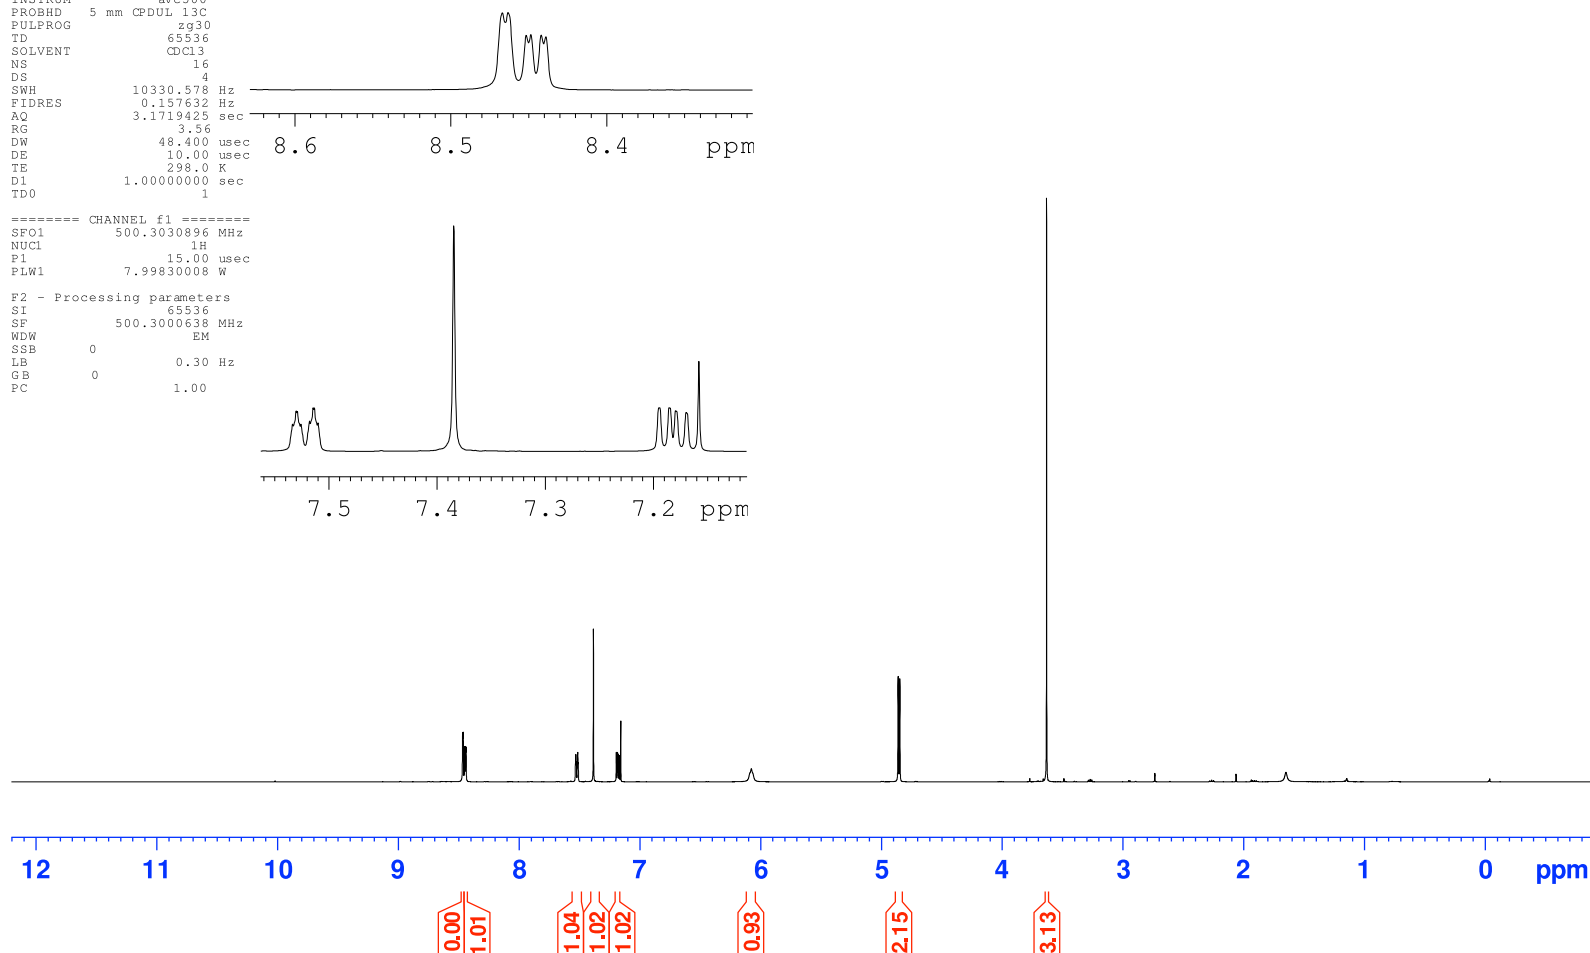 PROBHD 5 mm CPDUL 13C
PULPROG zg30
TD 65536
SOLVENT CDCl3
NS 16
DS 4
SWH 10330.578 Hz
FIDRES 0.157632 Hz
AQ 3.1719425 sec
RG 3.56
DW 48.400 usec
DE 10.00 usec
TE 298.0 K
D1 1.00000000 sec
TD0 1
======== CHANNEL f1 ========
SFO1 500.3030896 MHz
NUC1 1H
P1 15.00 usec
PLW1 7.99830008 W
F2 - Processing parameters
SI 65536
SF 500.3000638 MHz
WDW EM
SSB 0
LB 0.30 Hz
GB 0
PC 1.00
8.6 8.5 8.4 ppm
7.5 7.4 7.3 7.2 ppm
12 11 10 9 8 7 6 5 4 3 2 1 0 ppm
0.00 1.01 1.04 1.02 1.02 0.93 2.15 3.13